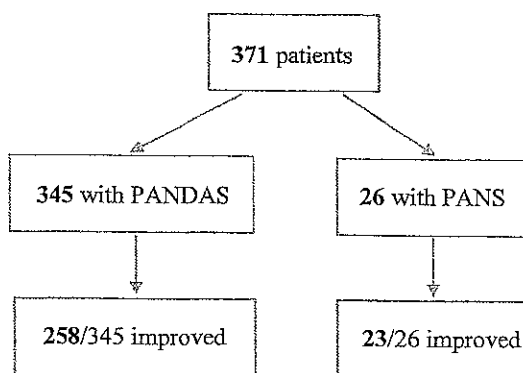 371 patients
345 with PANDAS
26 with PANS
258/345 improved
23/26 improved